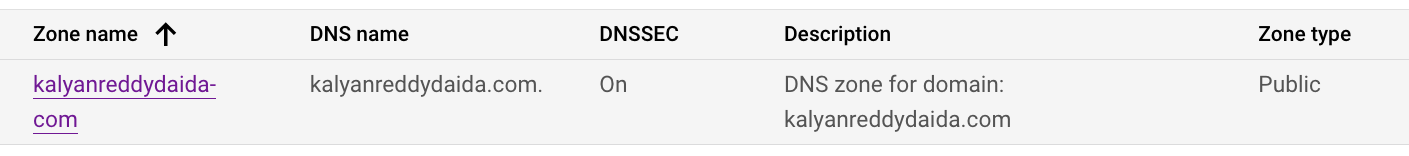 Zone name ↑ DNS name DNSSEC Description Zone type
kalyanreddydaida- kalyanreddydaida.com. On DNS zone for domain: Public
com kalyanreddydaida.com